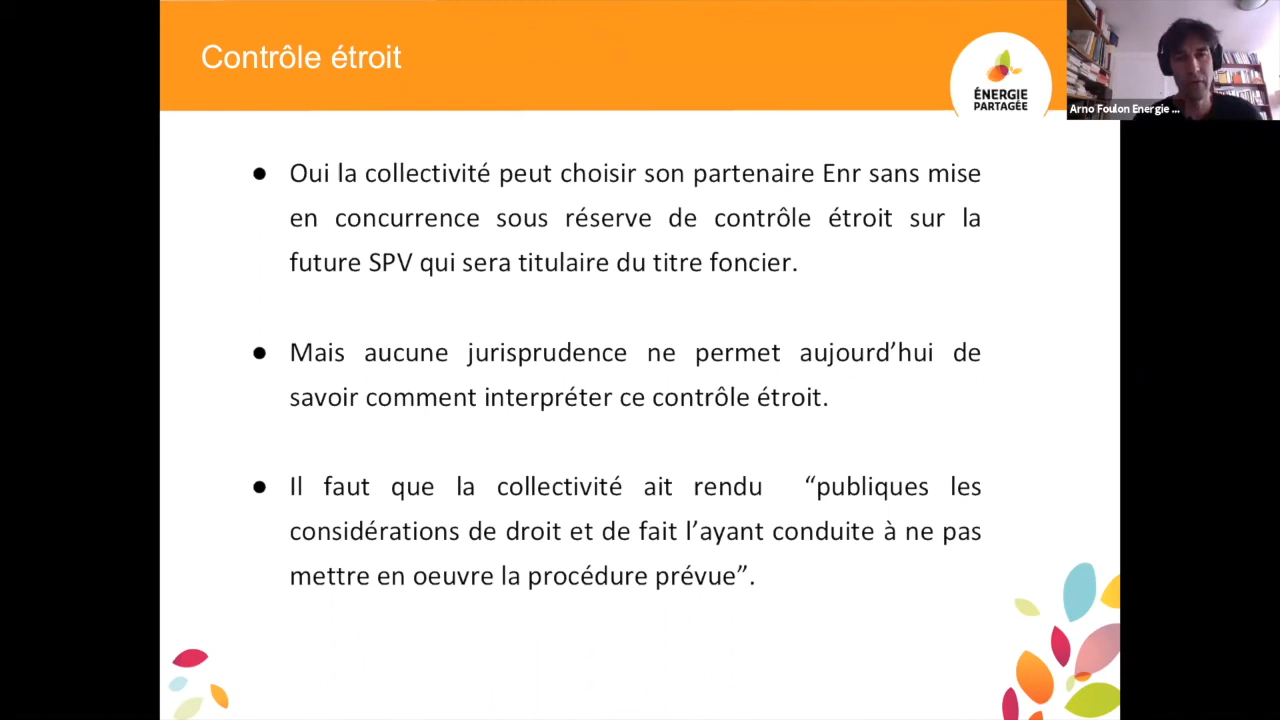 Contrôle étroit
ÉNERGIE
PARTAGÉE
Arno Foulon Energie ...
● Oui la collectivité peut choisir son partenaire Enr sans mise
en concurrence sous réserve de contrôle étroit sur la
future SPV qui sera titulaire du titre foncier.
● Mais aucune jurisprudence ne permet aujourd’hui de
savoir comment interpréter ce contrôle étroit.
● Il faut que la collectivité ait rendu “publiques les
considérations de droit et de fait l’ayant conduite à ne pas
mettre en oeuvre la procédure prévue”.